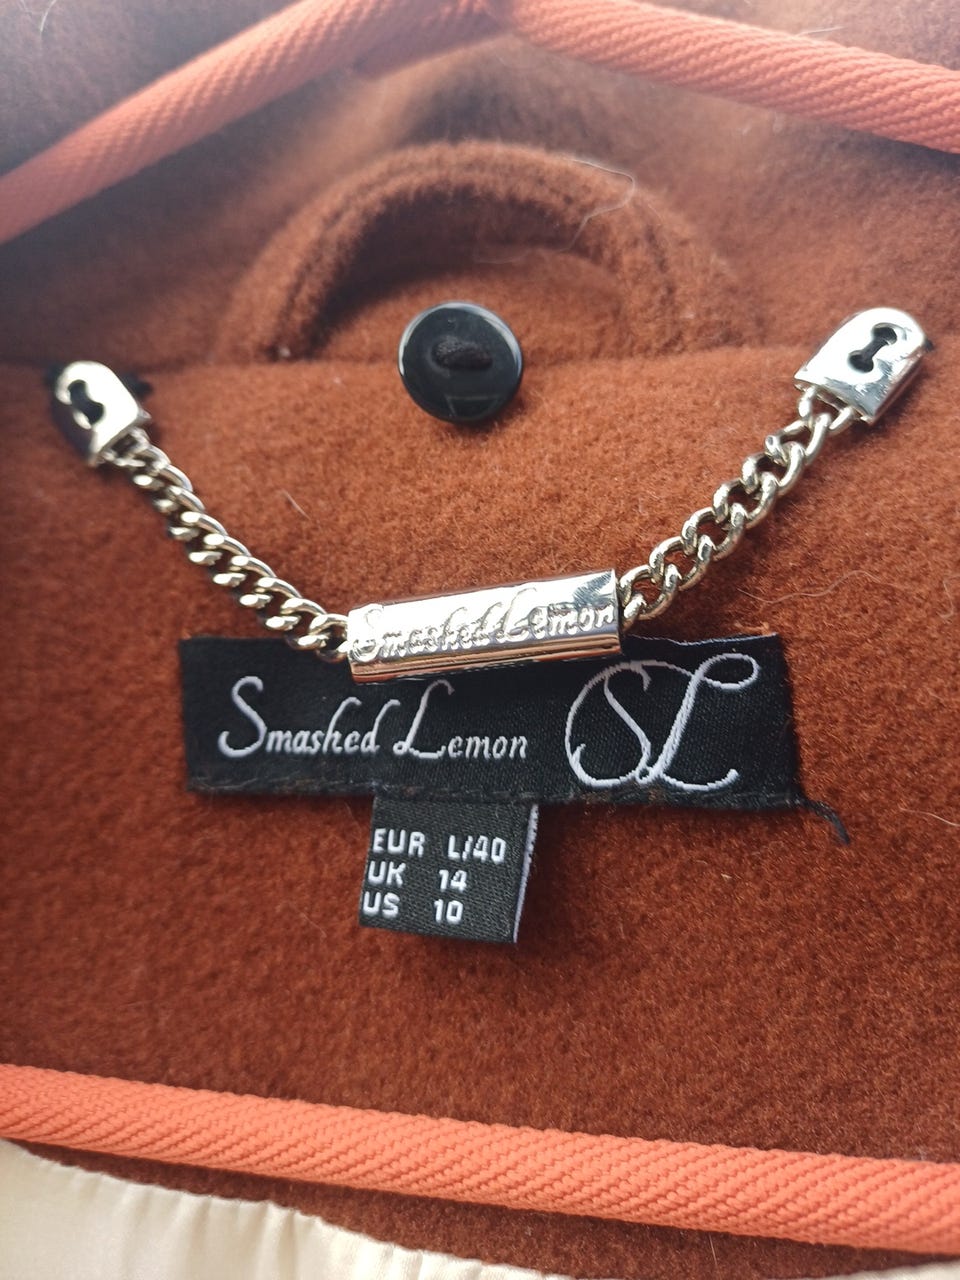 Smashed Lemon
Smashed Lemon SL
EUR L/40
UK 14
US 10